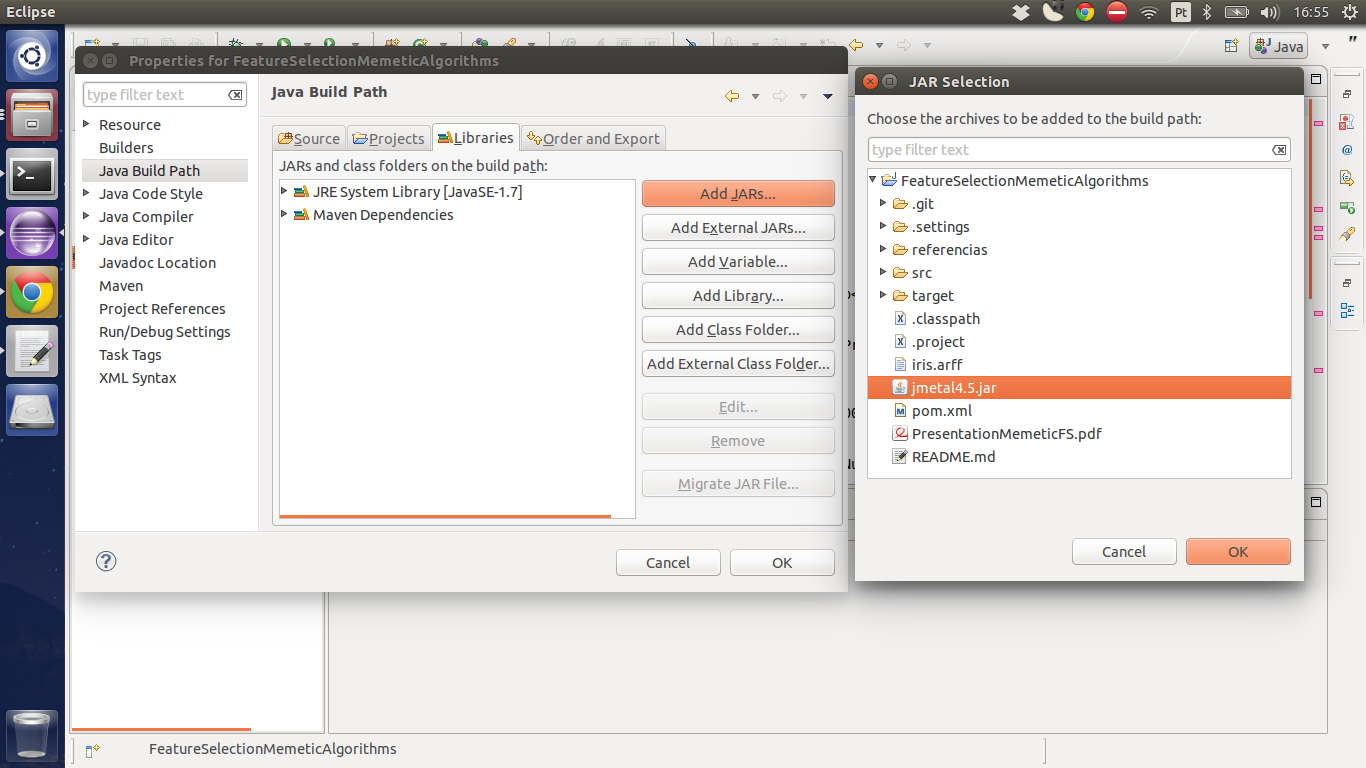 Eclipse
Pt
16:55
Java
"
Properties for FeatureSelectionMemeticAlgorithms
type filter text
Resource
Builders
Java Build Path
Java Code Style
Java Compiler
Java Editor
Javadoc Location
Maven
Project References
Run/Debug Settings
Task Tags
XML Syntax
Java Build Path
Source
Projects
Libraries
Order and Export
JARs and class folders on the build path:
JRE System Library [JavaSE-1.7]
Maven Dependencies
Add JARs...
Add External JARs...
Add Variable...
Add Library...
Add Class Folder...
Add External Class Folder...
Edit...
Remove
Migrate JAR File...
?
Cancel
OK
JAR Selection
Choose the archives to be added to the build path:
type filter text
FeatureSelectionMemeticAlgorithms
.git
.settings
referencias
src
target
.classpath
.project
iris.arff
jmetal4.5.jar
pom.xml
PresentationMemeticFS.pdf
README.md
Cancel
OK
@
FeatureSelectionMemeticAlgorithms